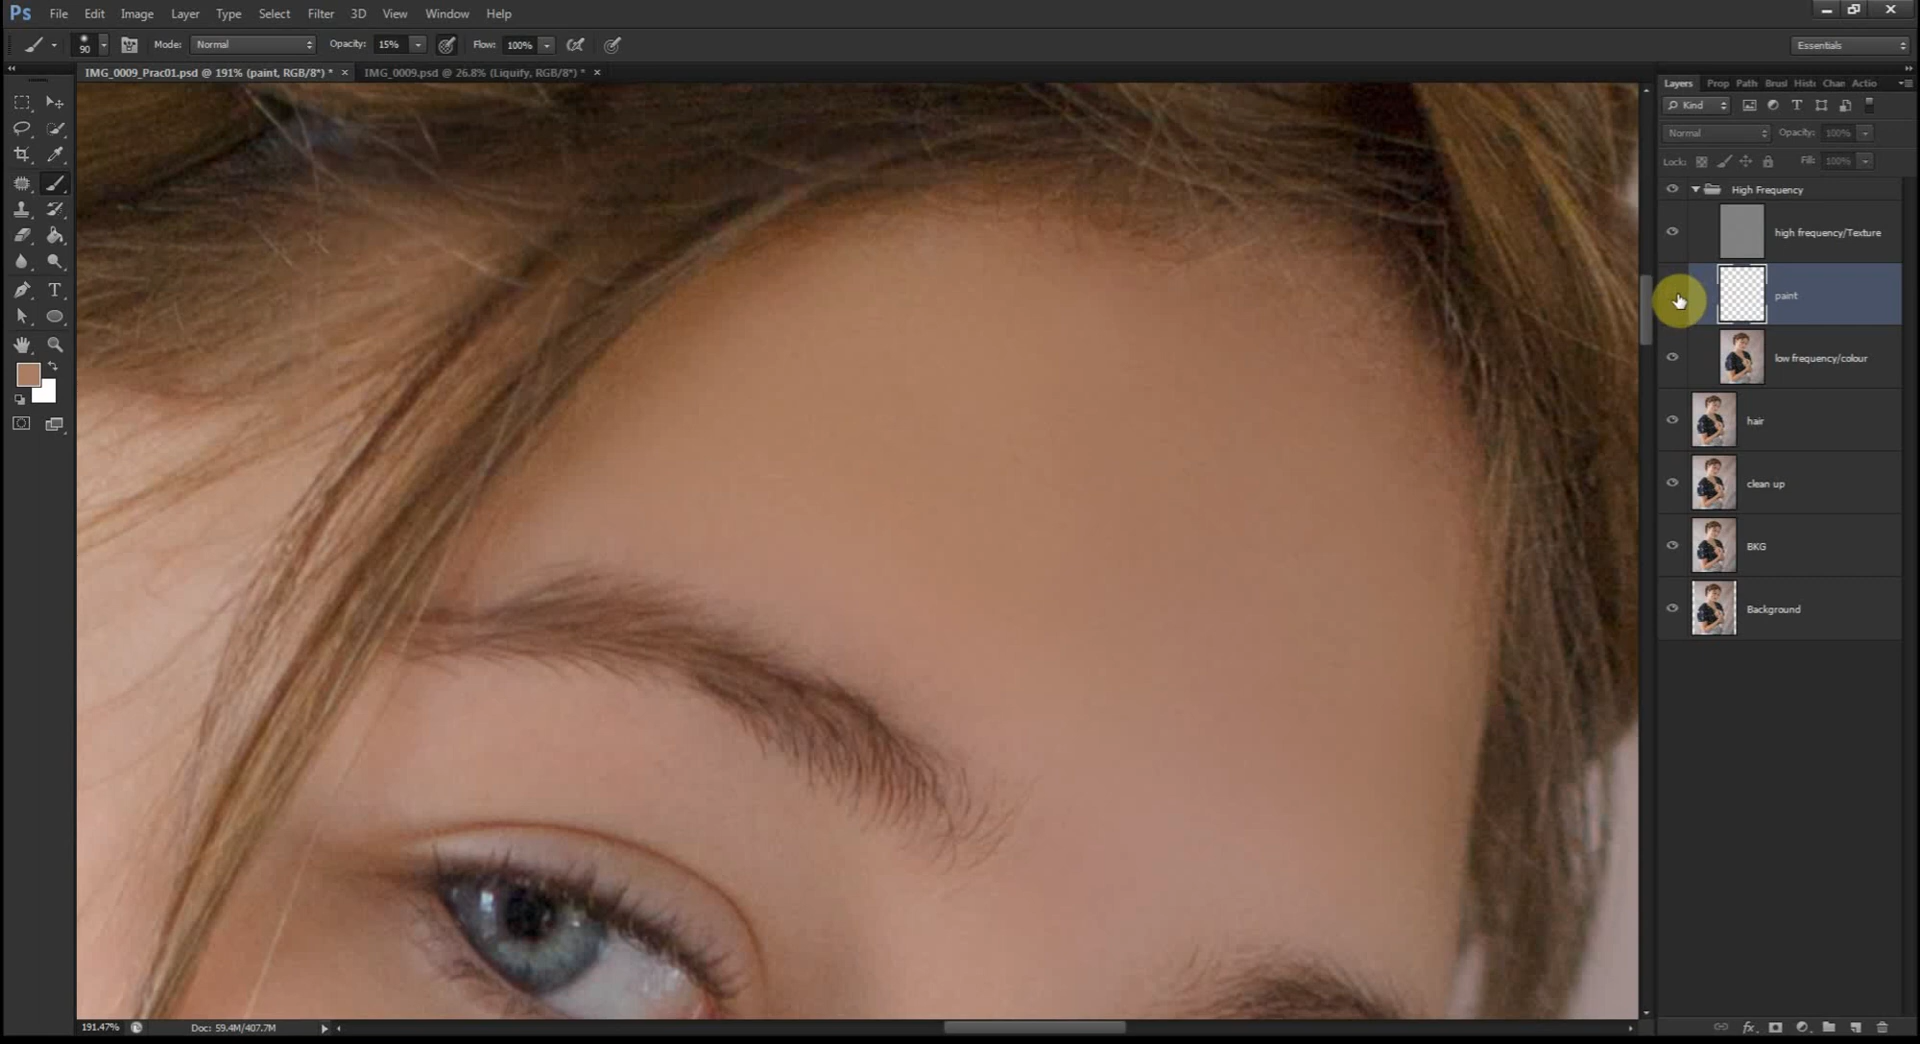 Ps File Edit Image Layer Type Select Filter 3D View Window Help
90 Mode: Normal Opacity: 15% Flow: 100% Essentials
IMG_0009_Prac01.psd @ 191% (paint, RGB/8*) * × IMG_0009.psd @ 26.8% (Liquify, RGB/8*) * ×
Layers Prop Path Brusl Histo Chan Actio
Kind
Normal Opacity: 100%
Lock: Fill: 100%
High Frequency
high frequency/Texture
paint
low frequency/colour
hair
clean up
BKG
Background
191.47% Doc: 59.4M/407.7M